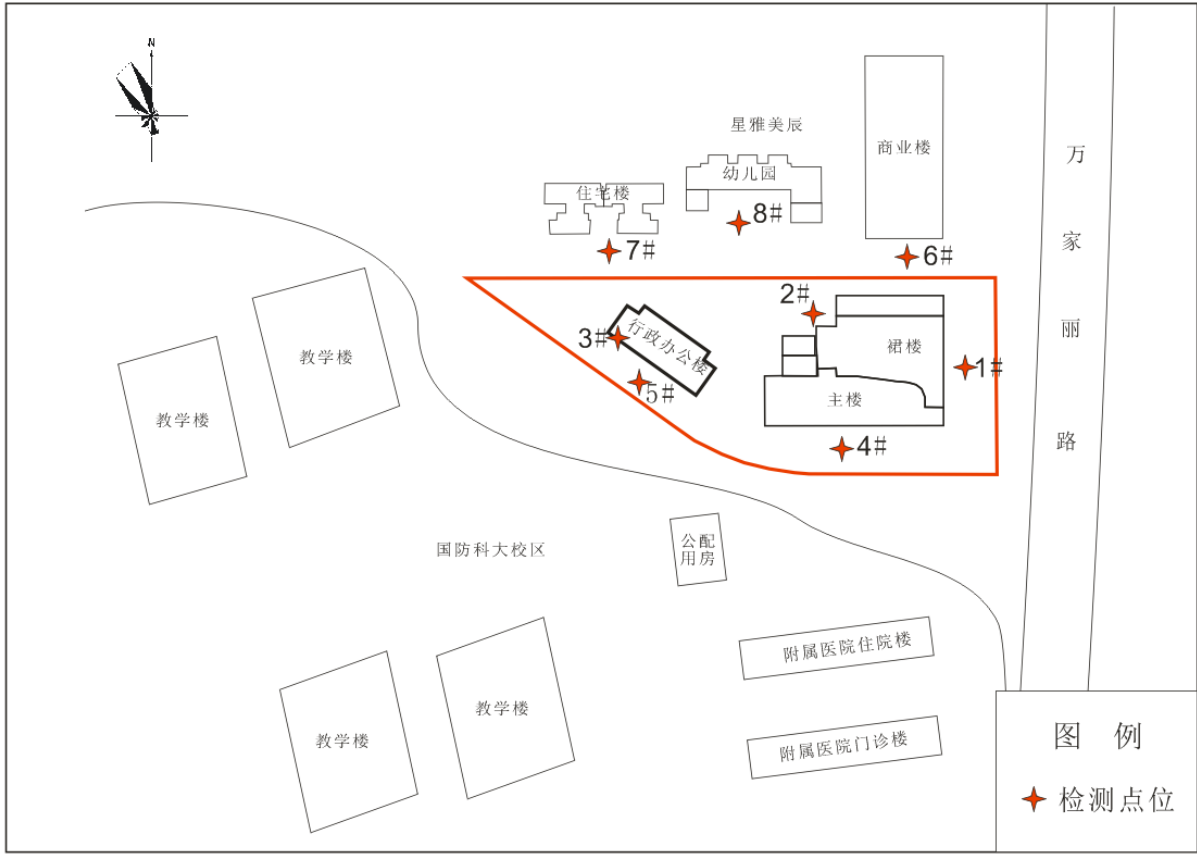 N
星雅美辰
商业楼
幼儿园
住宅楼
8#
7#
6#
万家丽路
2#
3#
行政办公楼
裙楼
1#
5#
主楼
4#
教学楼
教学楼
国防科大校区
公配
用房
附属医院住院楼
教学楼
教学楼
附属医院门诊楼
图 例
检测点位